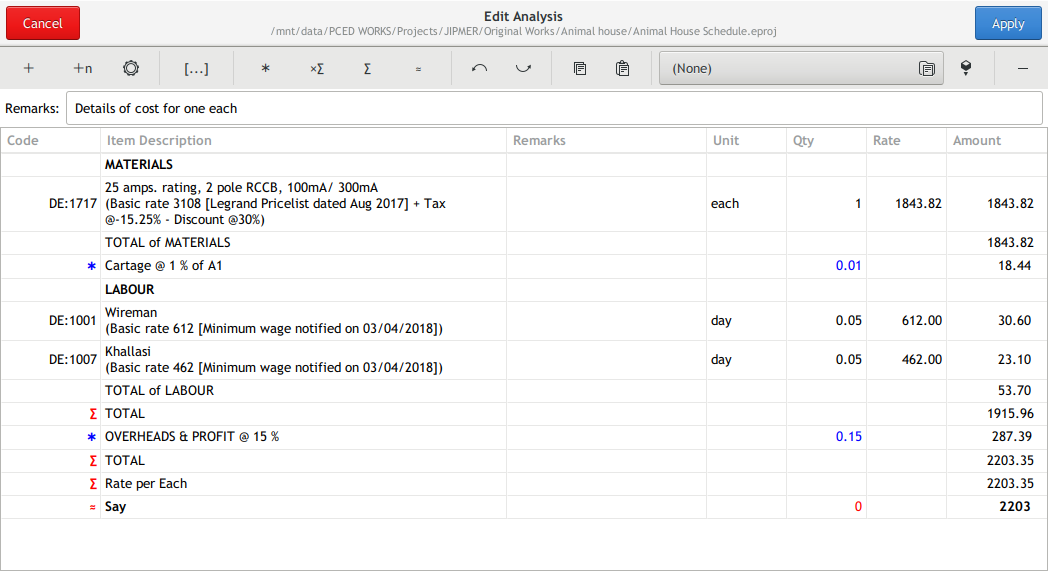 Cancel
Edit Analysis
/mnt/data/PCED WORKS/Projects/JIPMER/Original Works/Animal house/Animal House Schedule.eproj
Apply
+ +n [...] * ×Σ Σ ≈ (None) −
Remarks: Details of cost for one each
Code Item Description Remarks Unit Qty Rate Amount
MATERIALS
25 amps. rating, 2 pole RCCB, 100mA/ 300mA
DE:1717 (Basic rate 3108 [Legrand Pricelist dated Aug 2017] + Tax each 1 1843.82 1843.82
@-15.25% - Discount @30%)
TOTAL of MATERIALS 1843.82
* Cartage @ 1 % of A1 0.01 18.44
LABOUR
DE:1001 Wireman day 0.05 612.00 30.60
(Basic rate 612 [Minimum wage notified on 03/04/2018])
DE:1007 Khallasi day 0.05 462.00 23.10
(Basic rate 462 [Minimum wage notified on 03/04/2018])
TOTAL of LABOUR 53.70
Σ TOTAL 1915.96
* OVERHEADS & PROFIT @ 15 % 0.15 287.39
Σ TOTAL 2203.35
Σ Rate per Each 2203.35
≈ Say 0 2203